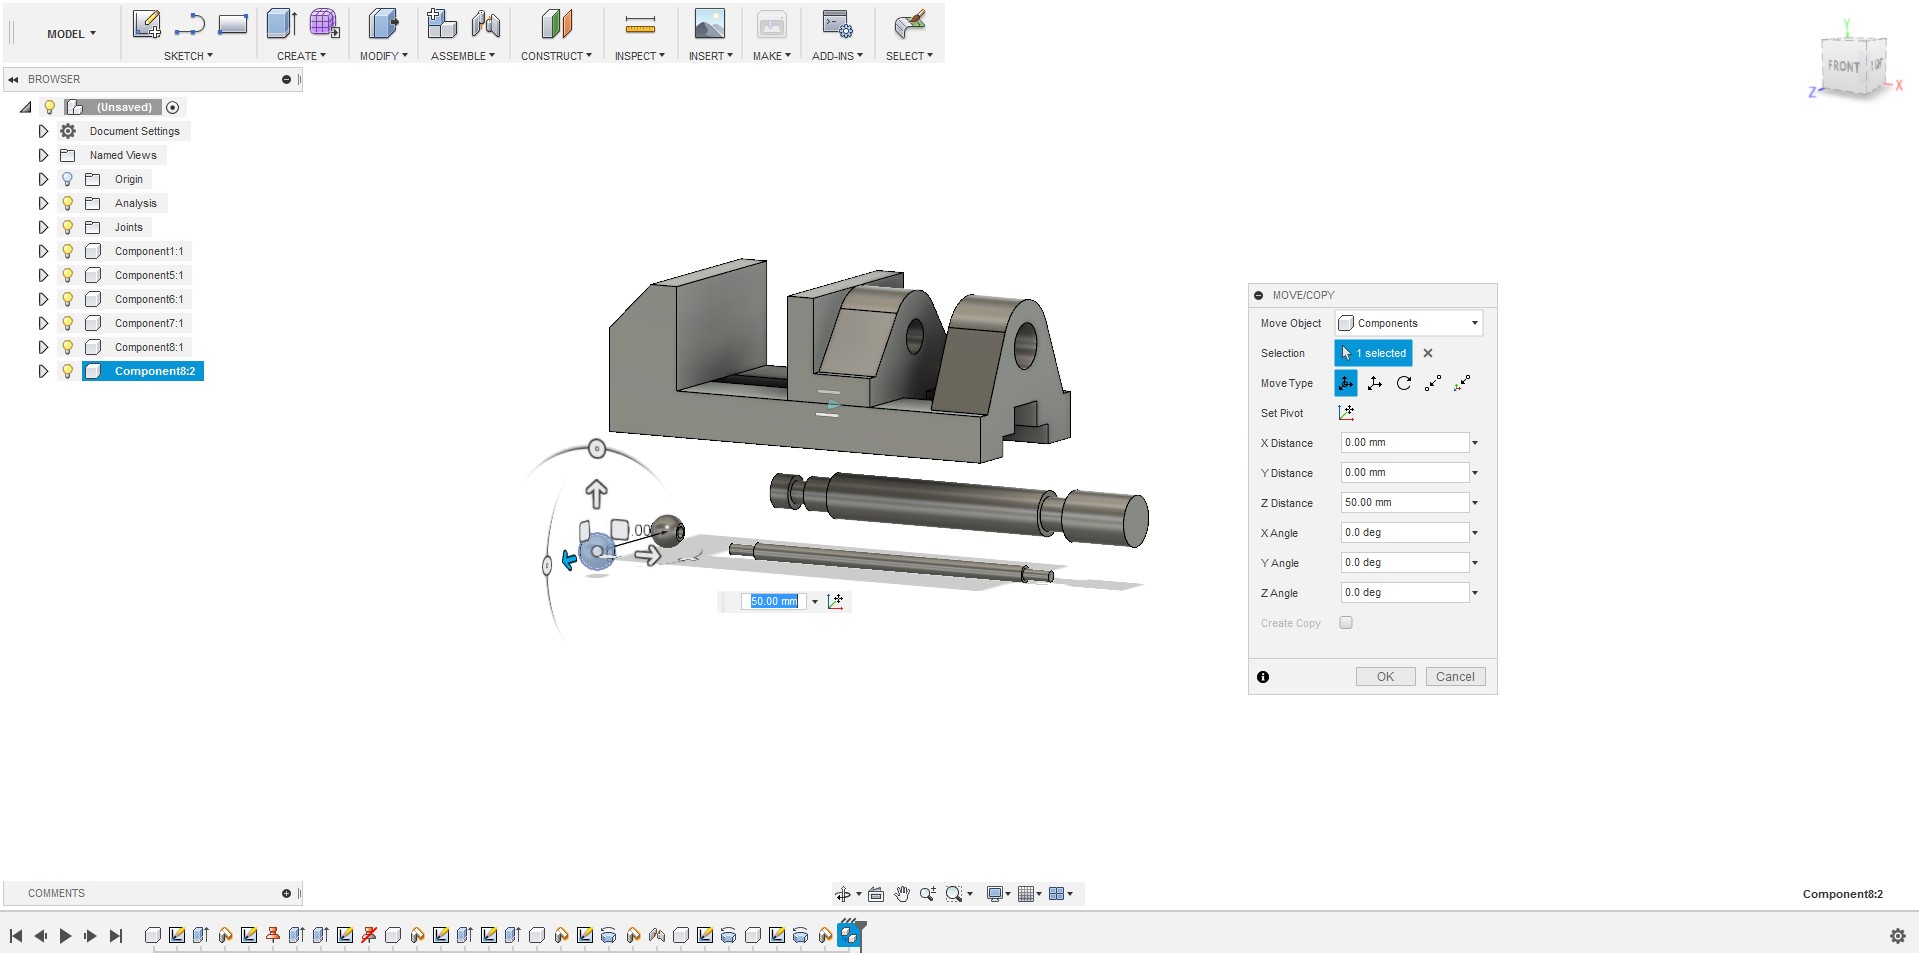 MODEL
SKETCH
CREATE
MODIFY
ASSEMBLE
CONSTRUCT
INSPECT
INSERT
MAKE
ADD-INS
SELECT
Y
FRONT
Z
X
BROWSER
(Unsaved)
Document Settings
Named Views
Origin
Analysis
Joints
Component1:1
Component5:1
Component6:1
Component7:1
Component8:1
Component8:2
.00
50.00 mm
MOVE/COPY
Move Object Components
Selection 1 selected
Move Type
Set Pivot
X Distance 0.00 mm
Y Distance 0.00 mm
Z Distance 50.00 mm
X Angle 0.0 deg
Y Angle 0.0 deg
Z Angle 0.0 deg
Create Copy
OK Cancel
COMMENTS
Component8:2